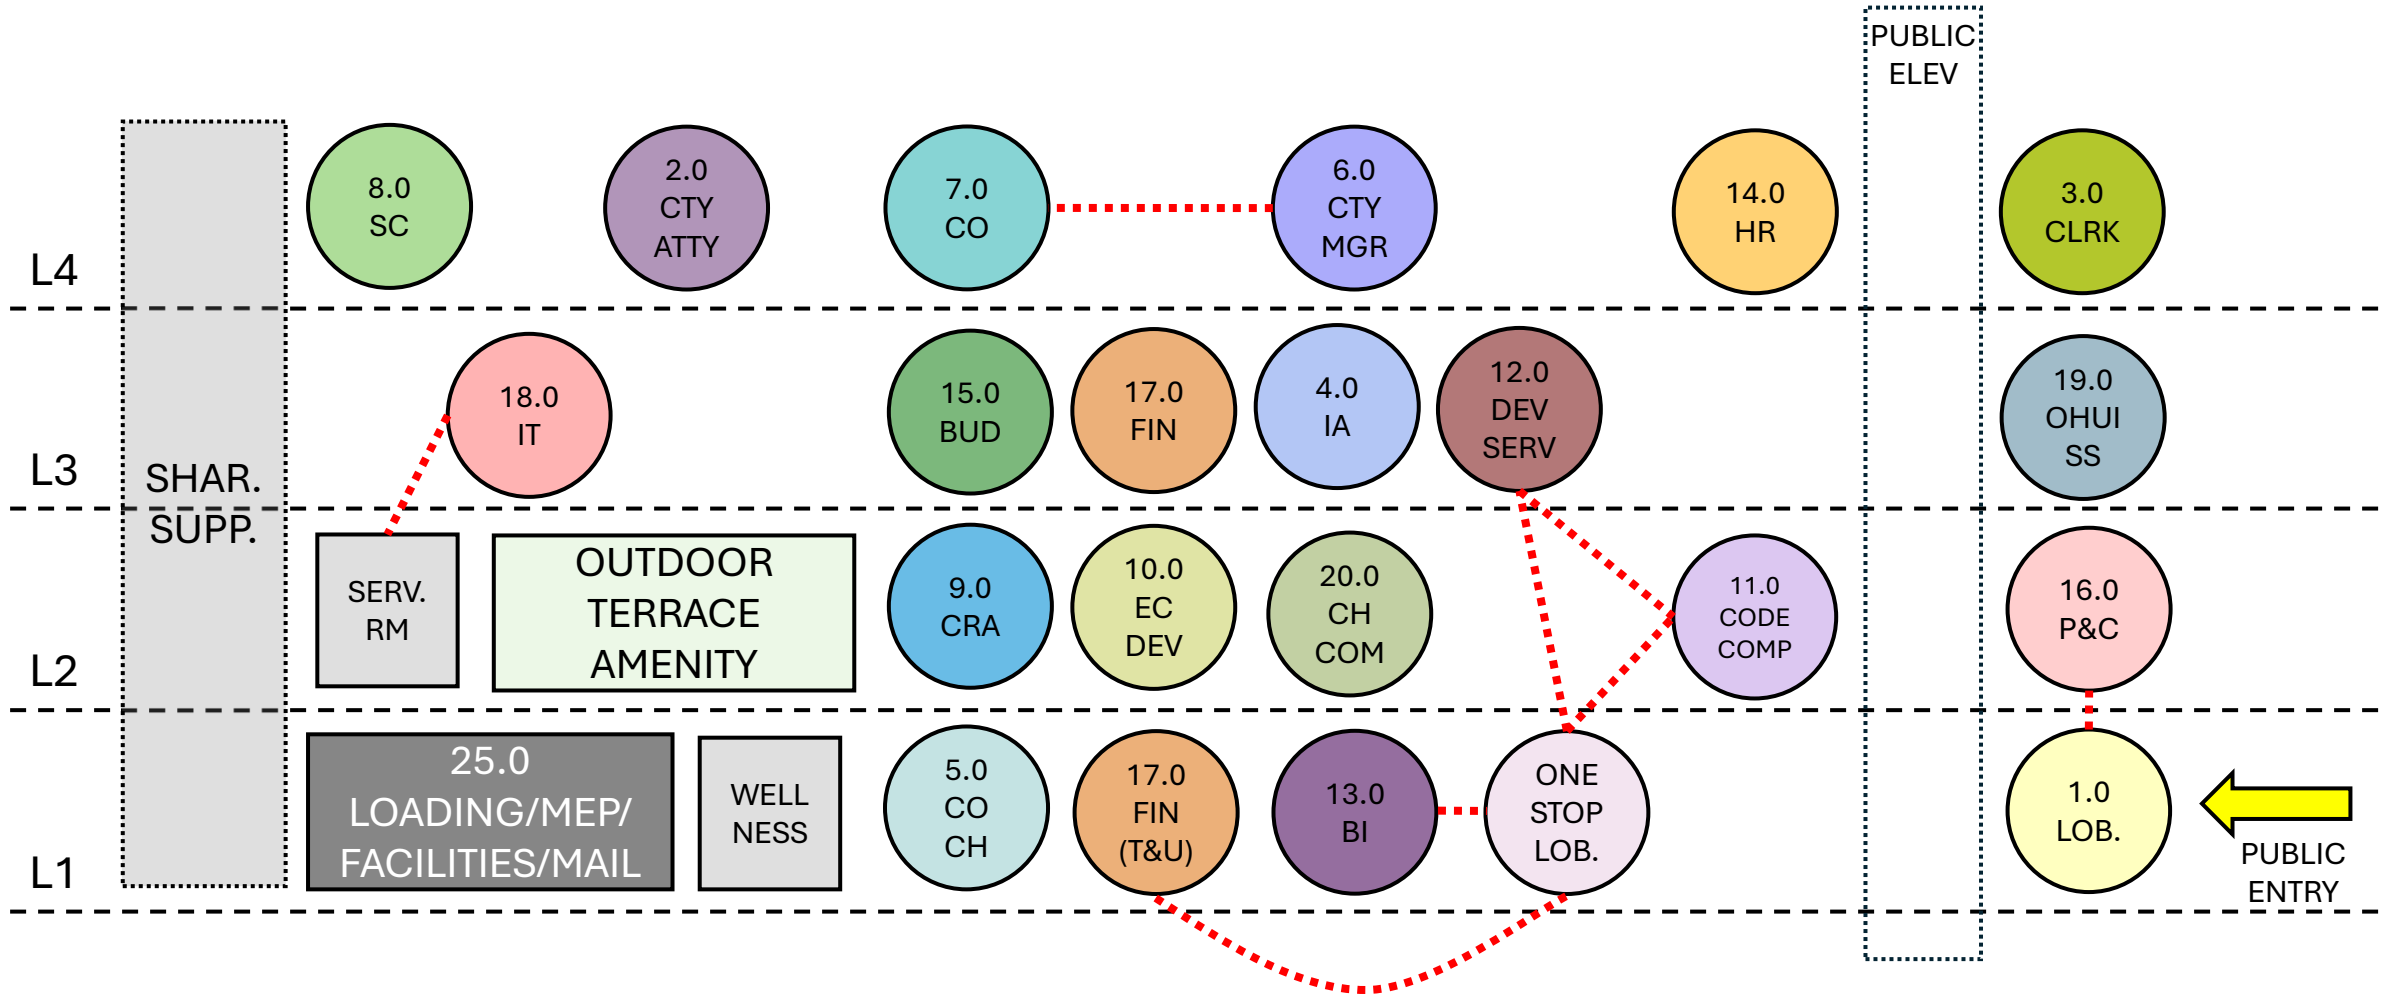 PUBLIC
ELEV
L4
8.0
SC
2.0
CTY
ATTY
7.0
CO
6.0
CTY
MGR
14.0
HR
3.0
CLRK
L3
SHAR.
SUPP.
18.0
IT
15.0
BUD
17.0
FIN
4.0
IA
12.0
DEV
SERV
19.0
OHUI
SS
L2
SERV.
RM
OUTDOOR
TERRACE
AMENITY
9.0
CRA
10.0
EC
DEV
20.0
CH
COM
11.0
CODE
COMP
16.0
P&C
L1
25.0
LOADING/MEP/
FACILITIES/MAIL
WELL
NESS
5.0
CO
CH
17.0
FIN
(T&U)
13.0
BI
ONE
STOP
LOB.
1.0
LOB.
PUBLIC
ENTRY